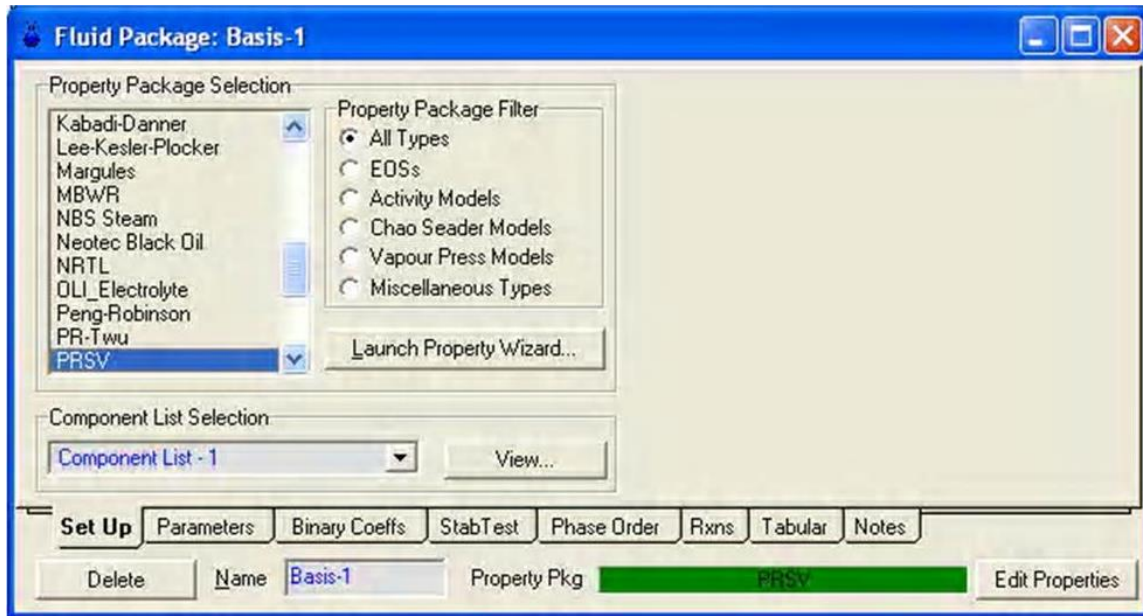 Fluid Package: Basis-1
Property Package Selection
Kabadi-Danner
Lee-Kesler-Plocker
Margules
MBWR
NBS Steam
Neotec Black Oil
NRTL
OLI_Electrolyte
Peng-Robinson
PR-Twu
PRSV
Property Package Filter
All Types
EOSs
Activity Models
Chao Seader Models
Vapour Press Models
Miscellaneous Types
Launch Property Wizard...
Component List Selection
Component List - 1
View...
Set Up Parameters Binary Coeffs StabTest Phase Order Rxns Tabular Notes
Delete Name Basis-1 Property Pkg PRSV Edit Properties